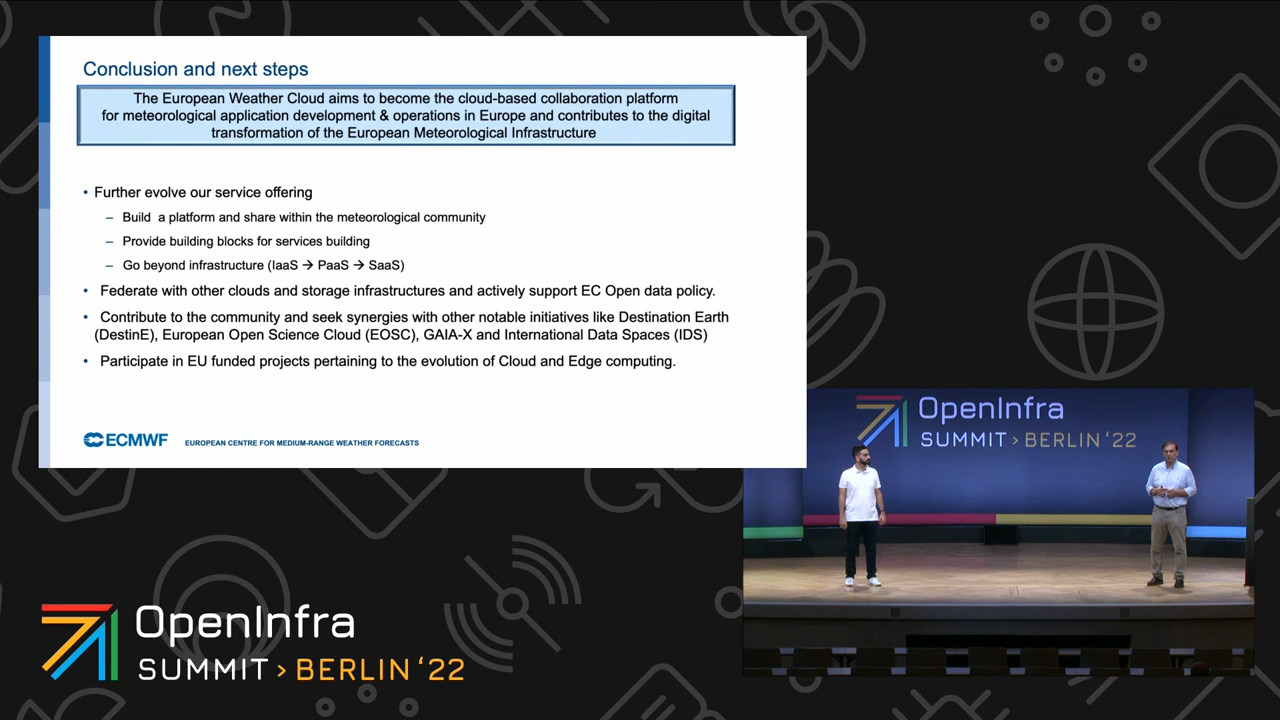 Conclusion and next steps
The European Weather Cloud aims to become the cloud-based collaboration platform
for meteorological application development & operations in Europe and contributes to the digital
transformation of the European Meteorological Infrastructure
• Further evolve our service offering
– Build a platform and share within the meteorological community
– Provide building blocks for services building
– Go beyond infrastructure (IaaS → PaaS → SaaS)
• Federate with other clouds and storage infrastructures and actively support EC Open data policy.
• Contribute to the community and seek synergies with other notable initiatives like Destination Earth
(DestinE), European Open Science Cloud (EOSC), GAIA-X and International Data Spaces (IDS)
• Participate in EU funded projects pertaining to the evolution of Cloud and Edge computing.
ECMWF EUROPEAN CENTRE FOR MEDIUM-RANGE WEATHER FORECASTS
OpenInfra
SUMMIT > BERLIN '22
OpenInfra
SUMMIT > BERLIN '22